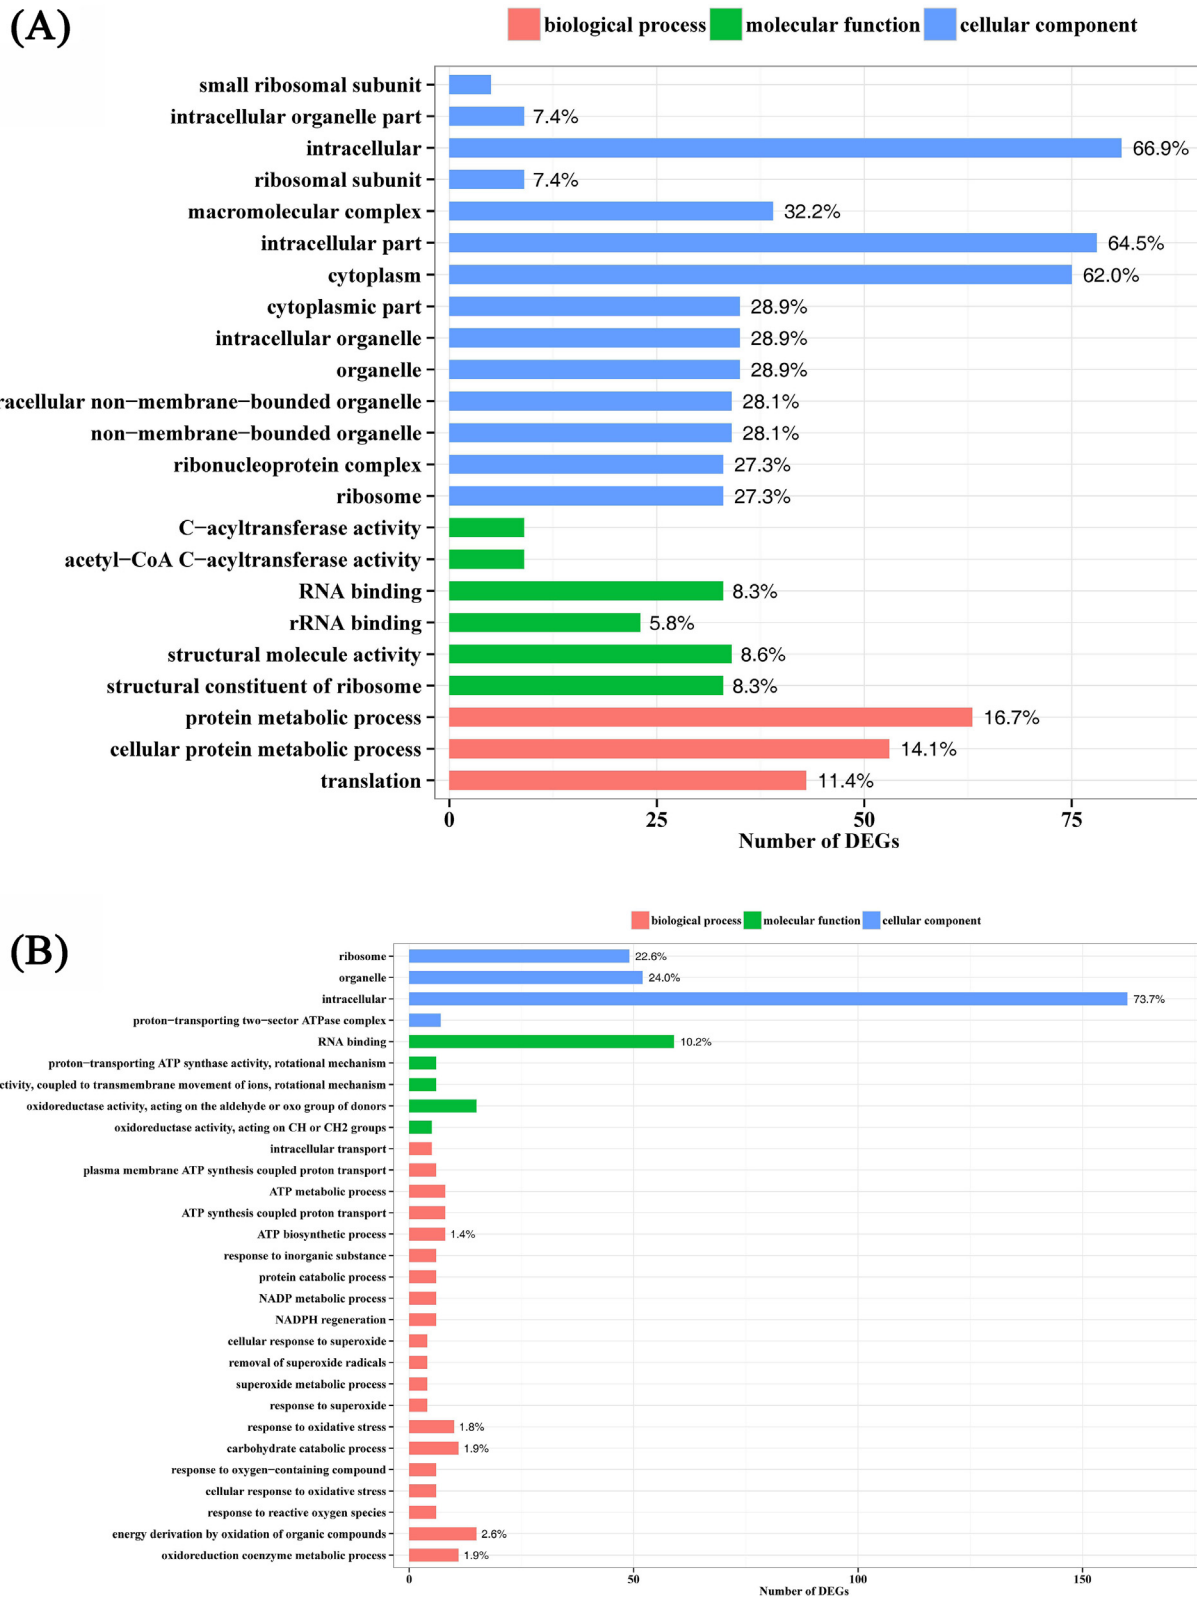 (A)
biological process molecular function cellular component
small ribosomal subunit
intracellular organelle part 7.4%
intracellular 66.9%
ribosomal subunit 7.4%
macromolecular complex 32.2%
intracellular part 64.5%
cytoplasm 62.0%
cytoplasmic part 28.9%
intracellular organelle 28.9%
organelle 28.9%
racellular non−membrane−bounded organelle 28.1%
non−membrane−bounded organelle 28.1%
ribonucleoprotein complex 27.3%
ribosome 27.3%
C−acyltransferase activity
acetyl−CoA C−acyltransferase activity
RNA binding 8.3%
rRNA binding 5.8%
structural molecule activity 8.6%
structural constituent of ribosome 8.3%
protein metabolic process 16.7%
cellular protein metabolic process 14.1%
translation 11.4%
0 25 50 75
Number of DEGs
(B)
biological process molecular function cellular component
ribosome 22.6%
organelle 24.0%
intracellular 73.7%
proton−transporting two−sector ATPase complex
RNA binding 10.2%
proton−transporting ATP synthase activity, rotational mechanism
ctivity, coupled to transmembrane movement of ions, rotational mechanism
oxidoreductase activity, acting on the aldehyde or oxo group of donors
oxidoreductase activity, acting on CH or CH2 groups
intracellular transport
plasma membrane ATP synthesis coupled proton transport
ATP metabolic process
ATP synthesis coupled proton transport
ATP biosynthetic process 1.4%
response to inorganic substance
protein catabolic process
NADP metabolic process
NADPH regeneration
cellular response to superoxide
removal of superoxide radicals
superoxide metabolic process
response to superoxide
response to oxidative stress 1.8%
carbohydrate catabolic process 1.9%
response to oxygen−containing compound
cellular response to oxidative stress
response to reactive oxygen species
energy derivation by oxidation of organic compounds 2.6%
oxidoreduction coenzyme metabolic process 1.9%
0 50 100 150
Number of DEGs